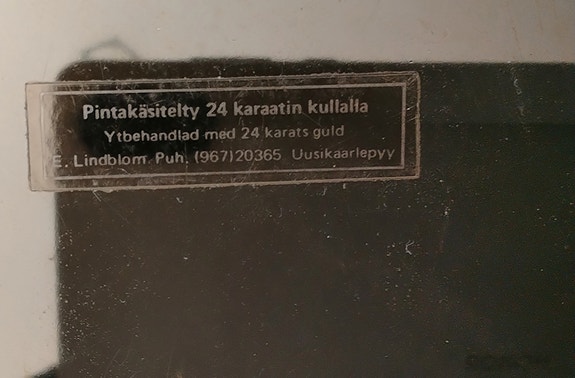 Pintakäsitelty 24 karaatin kullalla
Ytbehandlad med 24 karats guld
E. Lindblom Puh. (967)20365 Uusikaarlepyy